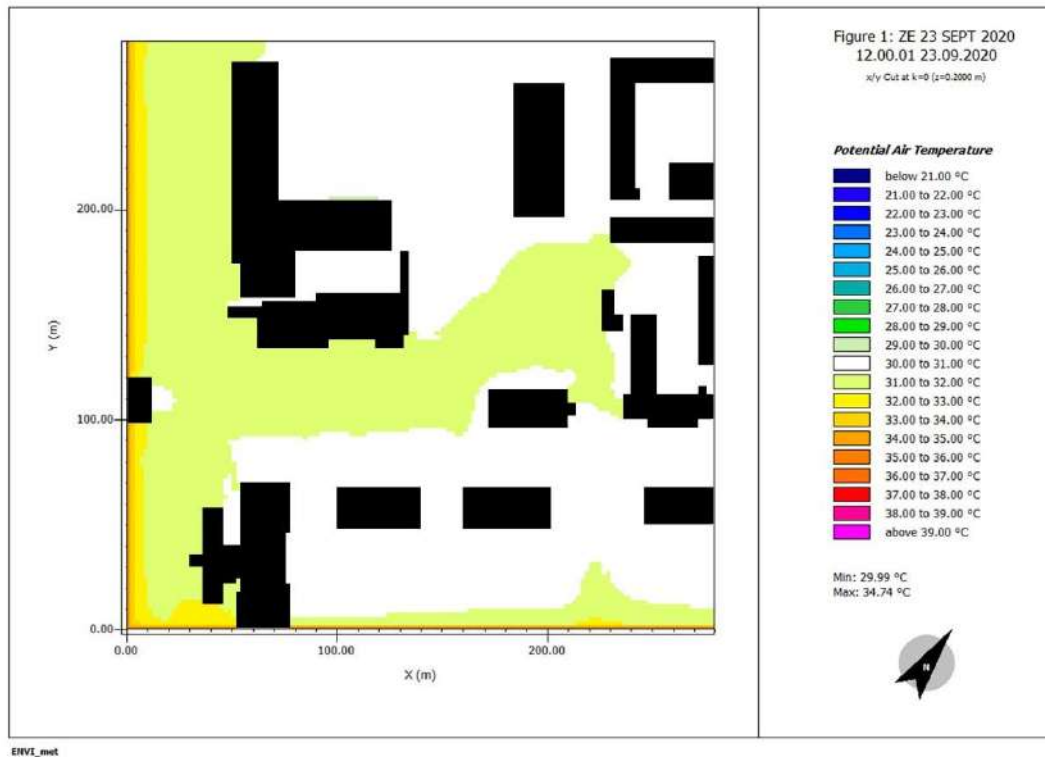 Figure 1: ZE 23 SEPT 2020
12.00.01 23.09.2020
x/y Cut at k=0 (z=0.2000 m)
Potential Air Temperature
below 21.00 °C
21.00 to 22.00 °C
22.00 to 23.00 °C
23.00 to 24.00 °C
24.00 to 25.00 °C
25.00 to 26.00 °C
26.00 to 27.00 °C
27.00 to 28.00 °C
28.00 to 29.00 °C
29.00 to 30.00 °C
30.00 to 31.00 °C
31.00 to 32.00 °C
32.00 to 33.00 °C
33.00 to 34.00 °C
34.00 to 35.00 °C
35.00 to 36.00 °C
36.00 to 37.00 °C
37.00 to 38.00 °C
38.00 to 39.00 °C
above 39.00 °C
Min: 29.99 °C
Max: 34.74 °C
N
200.00
Y (m)
100.00
0.00
0.00 100.00 200.00
X (m)
ENVI_met